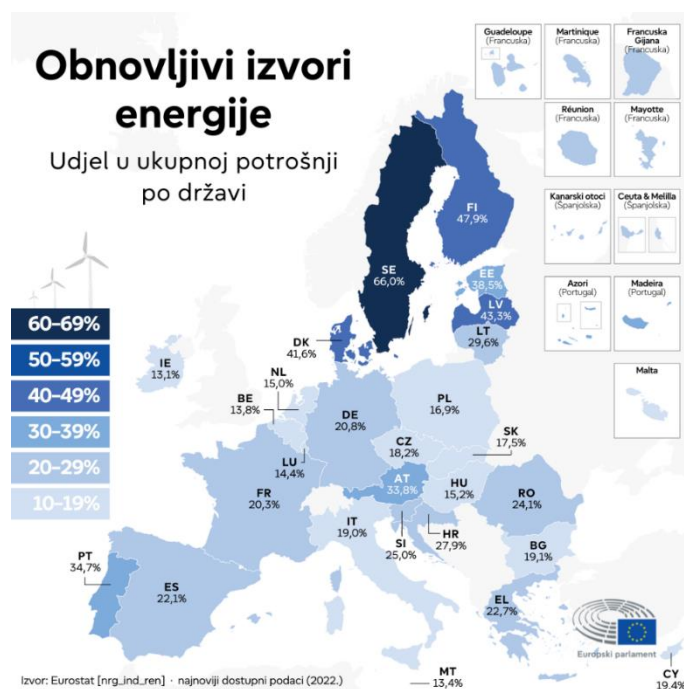 Obnovljivi izvori
energije
Udjel u ukupnoj potrošnji
po državi
Guadeloupe
(Francuska)
Martinique
(Francuska)
Francuska
Gijana
(Francuska)
Réunion
(Francuska)
Mayotte
(Francuska)
Kanarski otoci
(Španjolska)
Ceuta & Melilla
(Španjolska)
Azori
(Portugal)
Madeira
(Portugal)
Malta
60–69%
50–59%
40–49%
30–39%
20–29%
10–19%
FI
47,9%
SE
66,0%
EE
38,5%
LV
43,3%
LT
29,6%
DK
41,6%
IE
13,1%
NL
15,0%
BE
13,8%
DE
20,8%
PL
16,9%
SK
17,5%
CZ
18,2%
LU
14,4%
AT
33,8%
HU
15,2%
RO
24,1%
FR
20,3%
IT
19,0%
SI
25,0%
HR
27,9%
BG
19,1%
PT
34,7%
ES
22,1%
EL
22,7%
MT
13,4%
CY
19,4%
Europski parlament
Izvor: Eurostat [nrg_ind_ren] · najnoviji dostupni podaci (2022.)